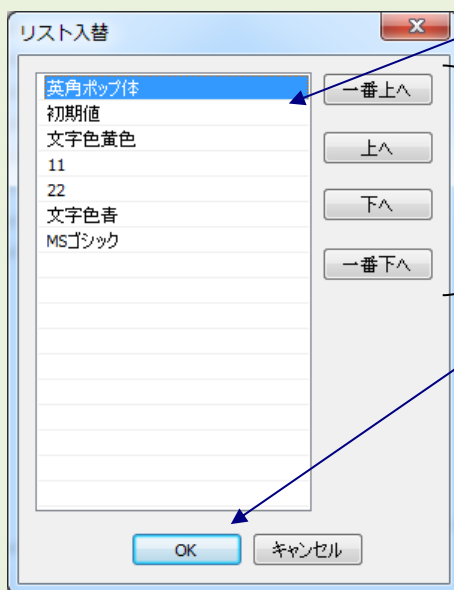 リスト入替
英角ポップ体
初期値
文字色黄色
11
22
文字色青
MSゴシック
一番上へ
上へ
下へ
一番下へ
OK
キャンセル